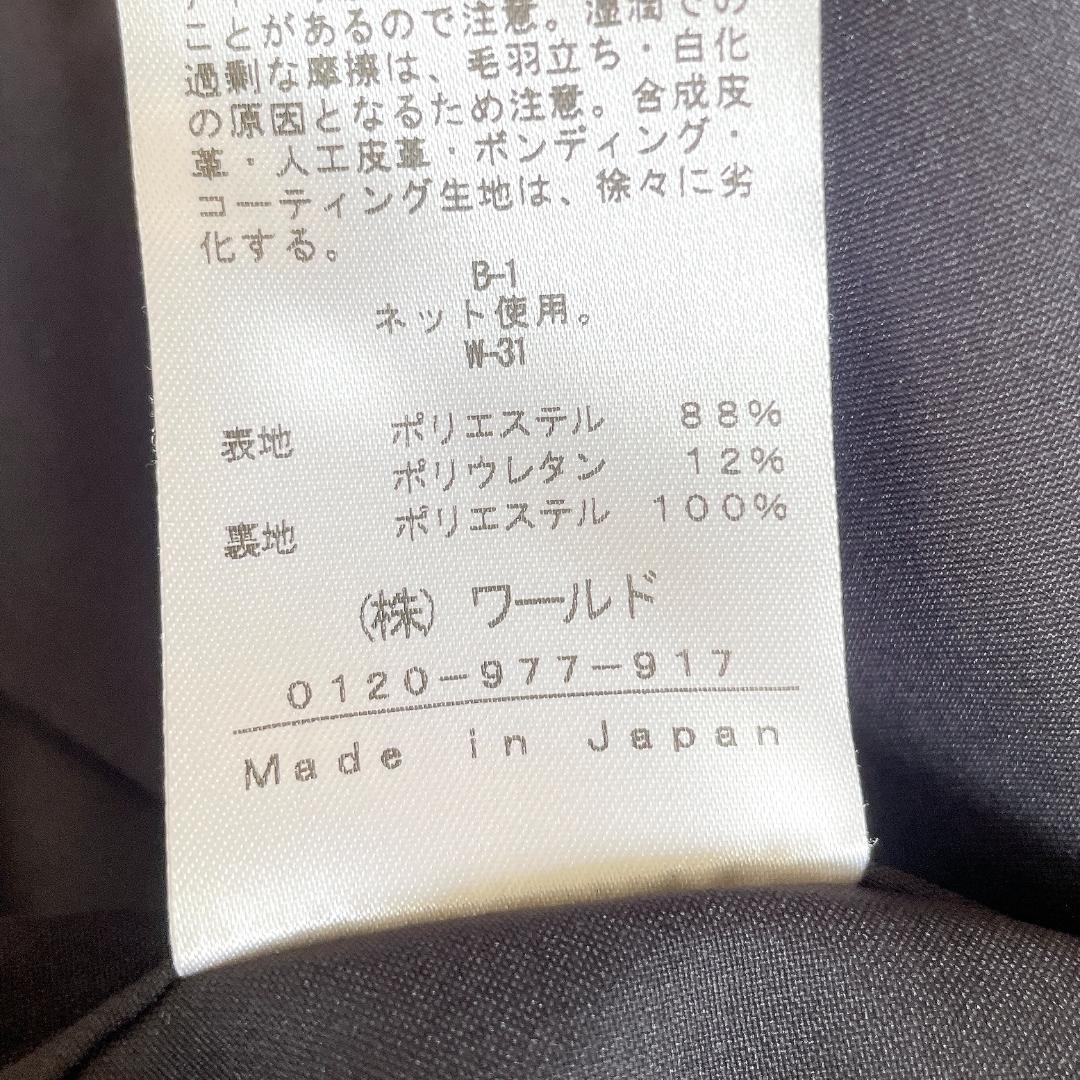 ことがあるので注意。湿潤での
過剰な摩擦は、毛羽立ち・白化
の原因となるため注意。合成皮
革・人工皮革・ボンディング・
コーティング生地は、徐々に劣
化する。
B-1
ネット使用。
W-31
表地 ポリエステル 88%
ポリウレタン 12%
裏地 ポリエステル 100%
(株) ワールド
0120-977-917
Made in Japan